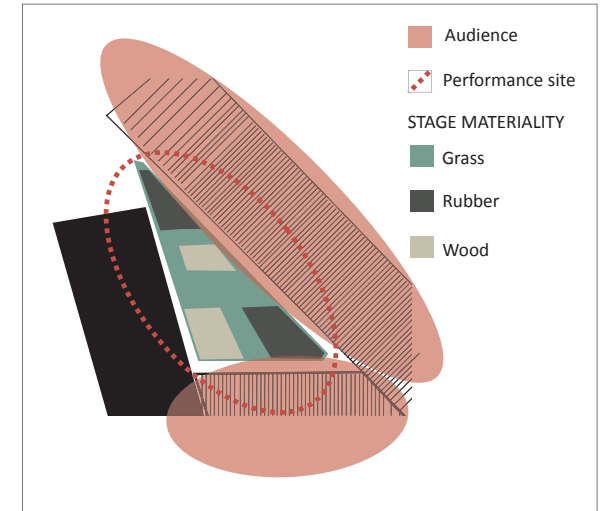 Audience
Performance site
STAGE MATERIALITY
Grass
Rubber
Wood